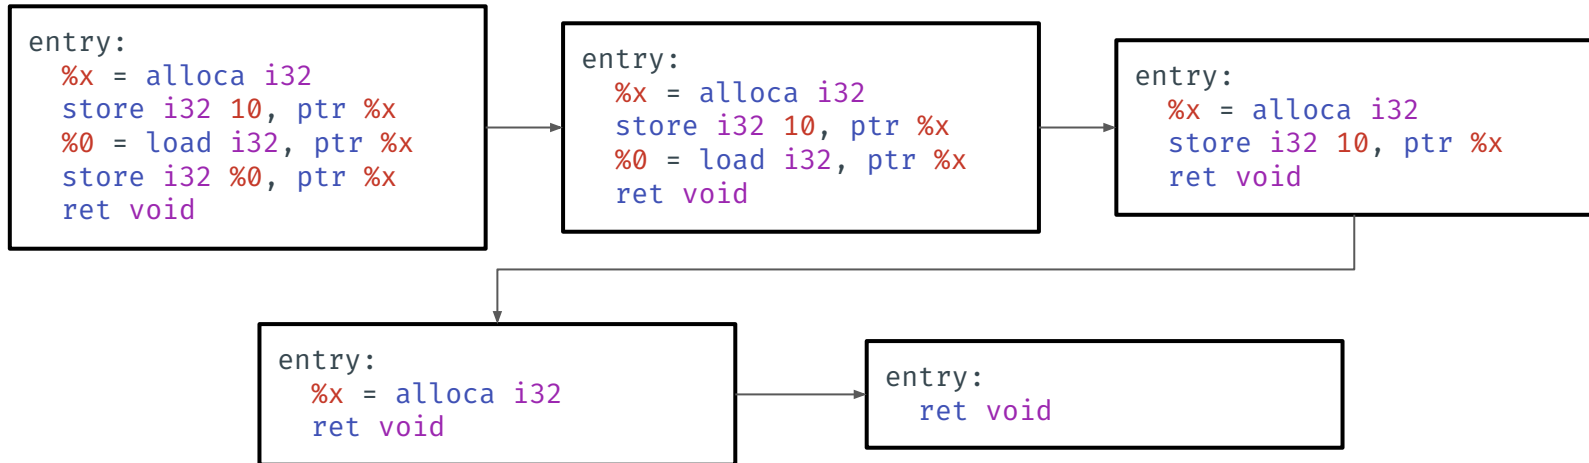 entry:
%x = alloca i32
store i32 10, ptr %x
%0 = load i32, ptr %x
store i32 %0, ptr %x
ret void
entry:
%x = alloca i32
store i32 10, ptr %x
%0 = load i32, ptr %x
ret void
entry:
%x = alloca i32
store i32 10, ptr %x
ret void
entry:
%x = alloca i32
ret void
entry:
ret void